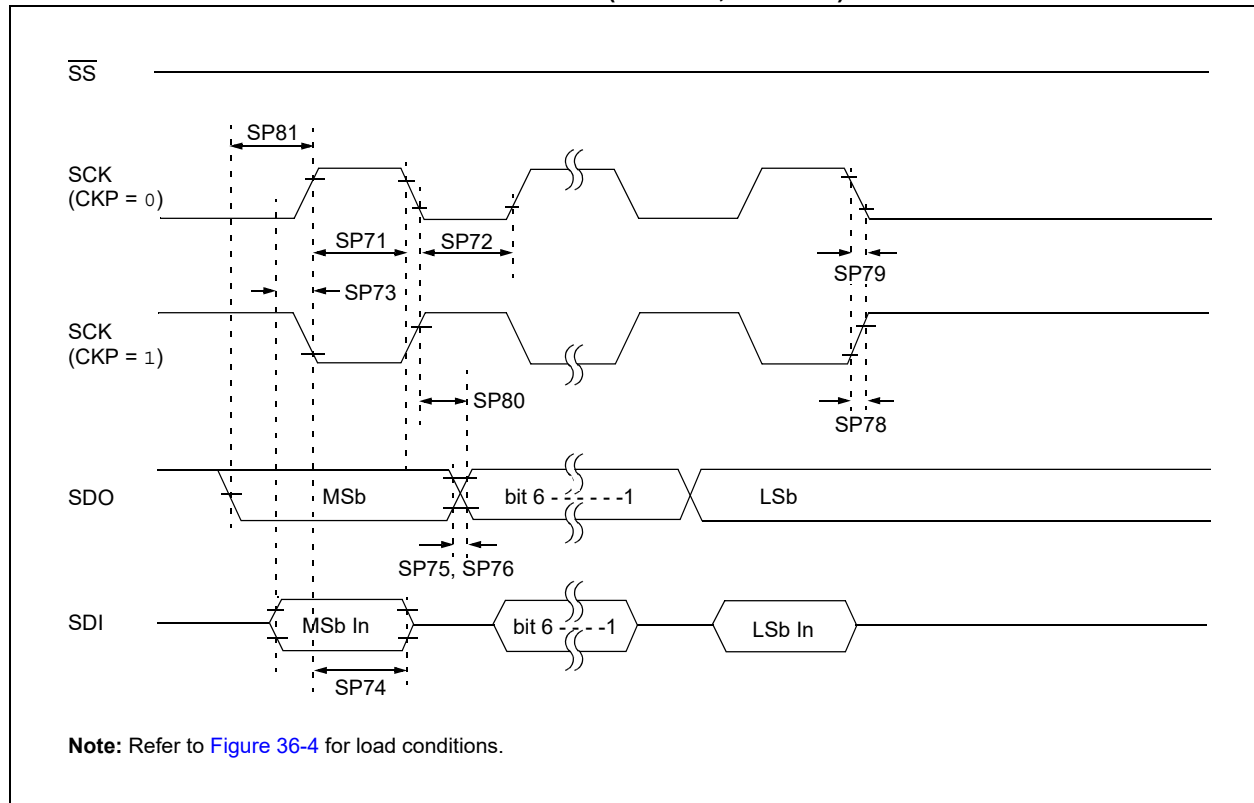 SS
SP81
SCK
(CKP = 0)
SP71
SP72
SP79
SP73
SCK
(CKP = 1)
SP80
SP78
SDO
MSb
bit 6 - - - - - - -1
LSb
SP75, SP76
SDI
MSb In
bit 6 - - - - -1
LSb In
SP74
Note: Refer to Figure 36-4 for load conditions.